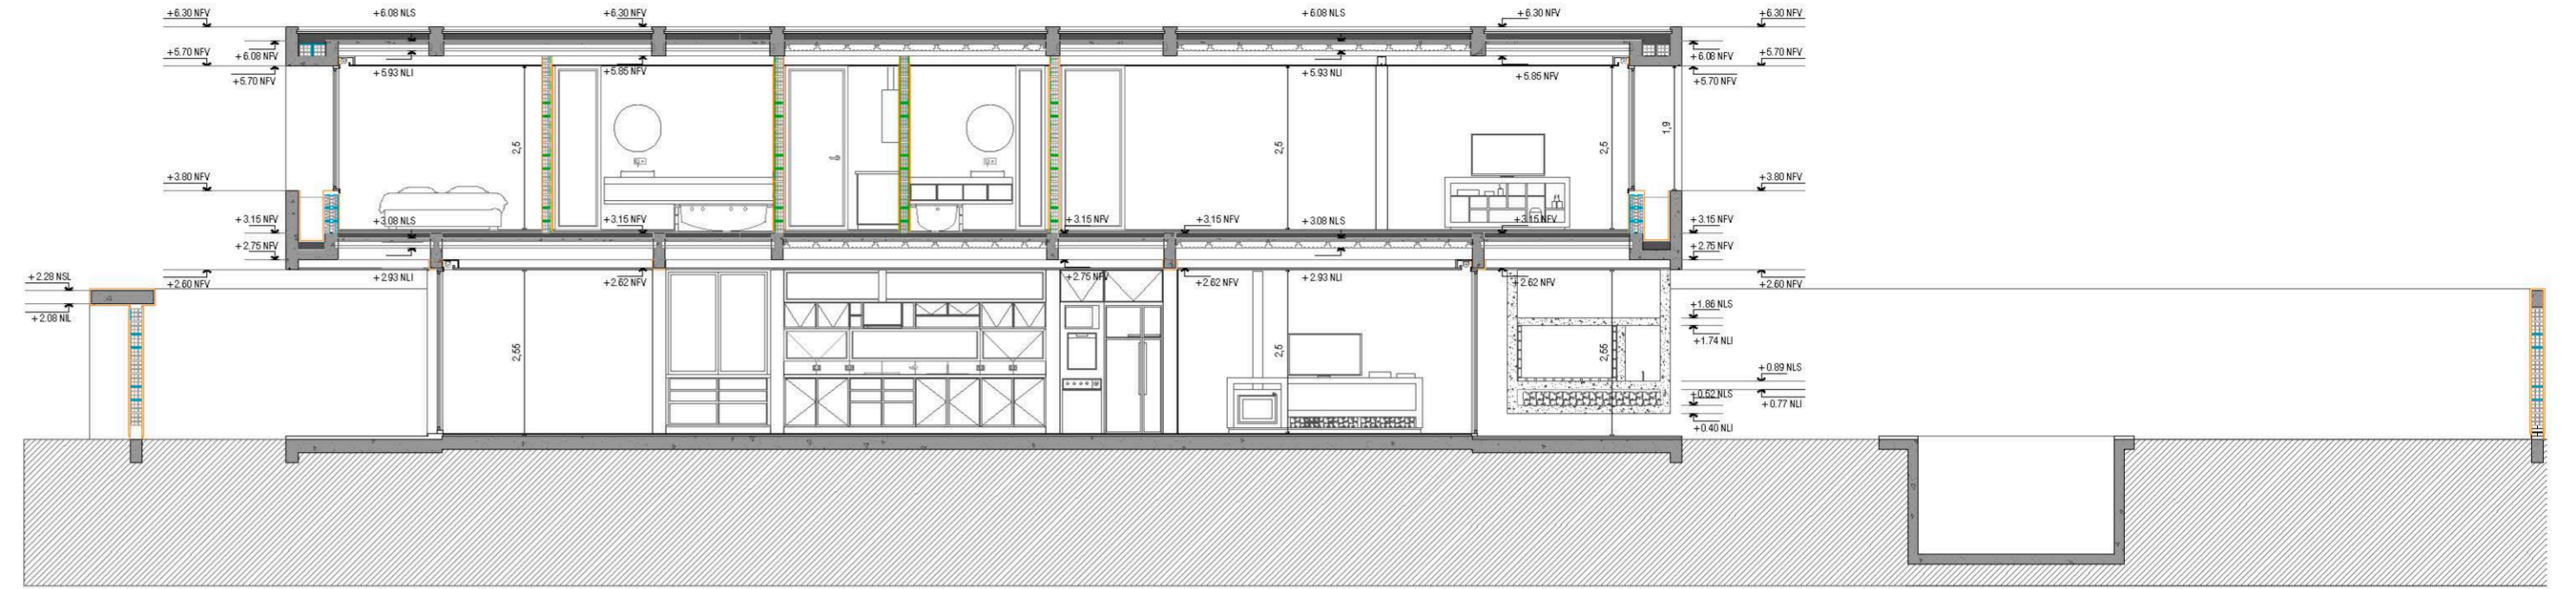 +6.30 NFV
+6.08 NLS
+6.30 NFV
+6.08 NLS
+6.30 NFV
+6.30 NFV
+5.70 NFV
+6.08 NFV
+6.08 NFV
+5.70 NFV
+5.70 NFV
+5.93 NLI
+5.85 NFV
+5.93 NLI
+5.85 NFV
+5.70 NFV
2,5
2,5
2,5
1,9
+3.80 NFV
+3.80 NFV
+3.15 NFV
+3.08 NLS
+3.15 NFV
+3.15 NFV
+3.15 NFV
+3.08 NLS
+3.15 NFV
+3.15 NFV
+2.75 NFV
+2.75 NFV
+2.28 NSL
+2.60 NFV
+2.93 NLI
+2.62 NFV
+2.75 NFV
+2.62 NFV
+2.93 NLI
+2.62 NFV
+2.60 NFV
+2.08 NIL
+1.86 NLS
+1.74 NLI
2,55
2,5
2,55
+0.89 NLS
+0.52 NLS
+0.77 NLI
+0.40 NLI